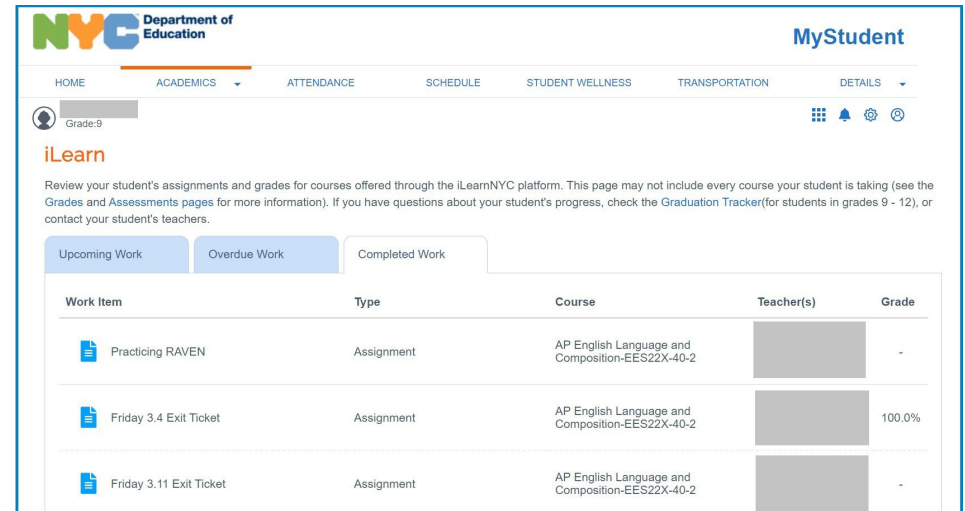 NYC Department of
Education
MyStudent
HOME ACADEMICS ATTENDANCE SCHEDULE STUDENT WELLNESS TRANSPORTATION DETAILS
Grade:9
iLearn
Review your student's assignments and grades for courses offered through the iLearnNYC platform. This page may not include every course your student is taking (see the
Grades and Assessments pages for more information). If you have questions about your student's progress, check the Graduation Tracker(for students in grades 9 - 12), or
contact your student's teachers.
Upcoming Work Overdue Work Completed Work
Work Item Type Course Teacher(s) Grade
Practicing RAVEN Assignment AP English Language and
Composition-EES22X-40-2 -
Friday 3.4 Exit Ticket Assignment AP English Language and
Composition-EES22X-40-2 100.0%
Friday 3.11 Exit Ticket Assignment AP English Language and
Composition-EES22X-40-2 -